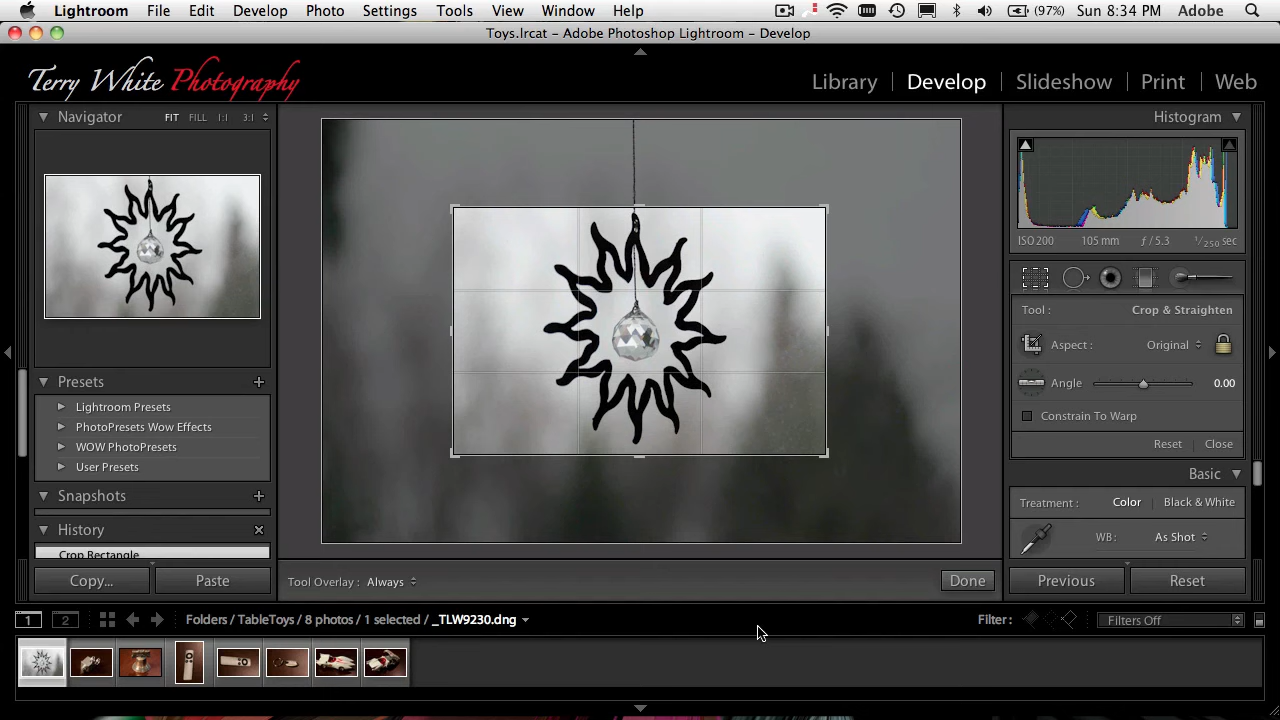 Lightroom File Edit Develop Photo Settings Tools View Window Help (97%) Sun 8:34 PM Adobe
Toys.lrcat - Adobe Photoshop Lightroom - Develop
Terry White Photography
Library Develop Slideshow Print Web
Navigator FIT FILL 1:1 3:1
Histogram
ISO 200 105 mm ƒ / 5.3 1/250 sec
Tool : Crop & Straighten
Aspect : Original
Angle 0.00
Constrain To Warp
Reset Close
Presets
Lightroom Presets
PhotoPresets Wow Effects
WOW PhotoPresets
User Presets
Snapshots
History
Crop Rectangle
Basic
Treatment : Color Black & White
WB: As Shot
Copy... Paste
Tool Overlay : Always Done
Previous Reset
1 2 Folders / TableToys / 8 photos / 1 selected / _TLW9230.dng Filter : Filters Off